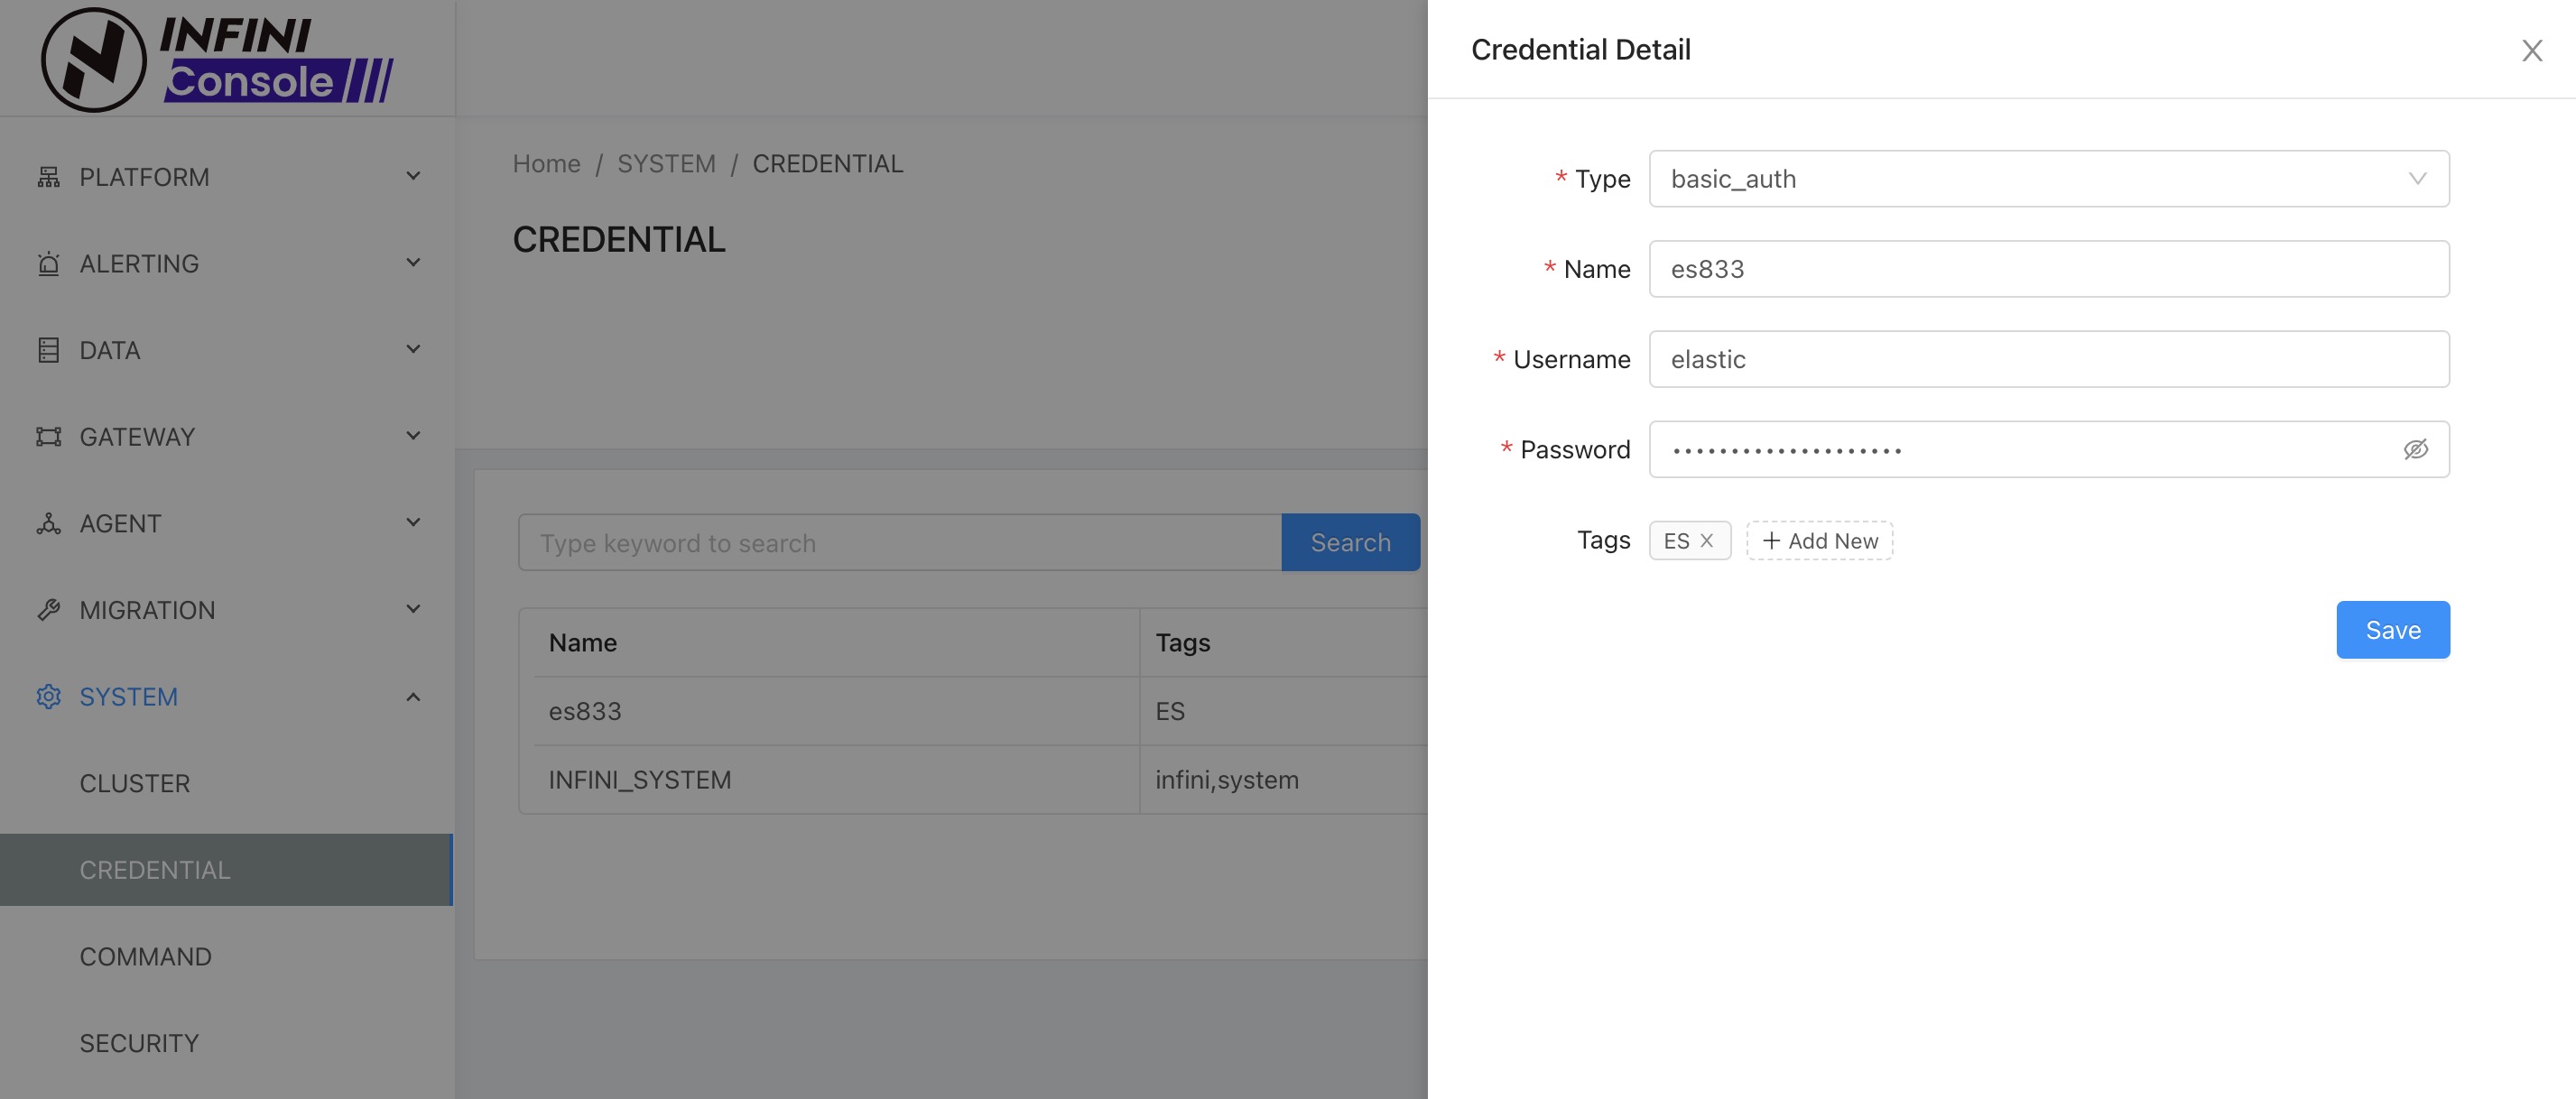 INFINI
Console
PLATFORM
ALERTING
DATA
GATEWAY
AGENT
MIGRATION
SYSTEM
CLUSTER
CREDENTIAL
COMMAND
SECURITY
Home / SYSTEM / CREDENTIAL
CREDENTIAL
Type keyword to search
Search
Name Tags
es833 ES
INFINI_SYSTEM infini,system
Credential Detail
* Type basic_auth
* Name es833
* Username elastic
* Password ••••••••••••••••••••
Tags ES + Add New
Save